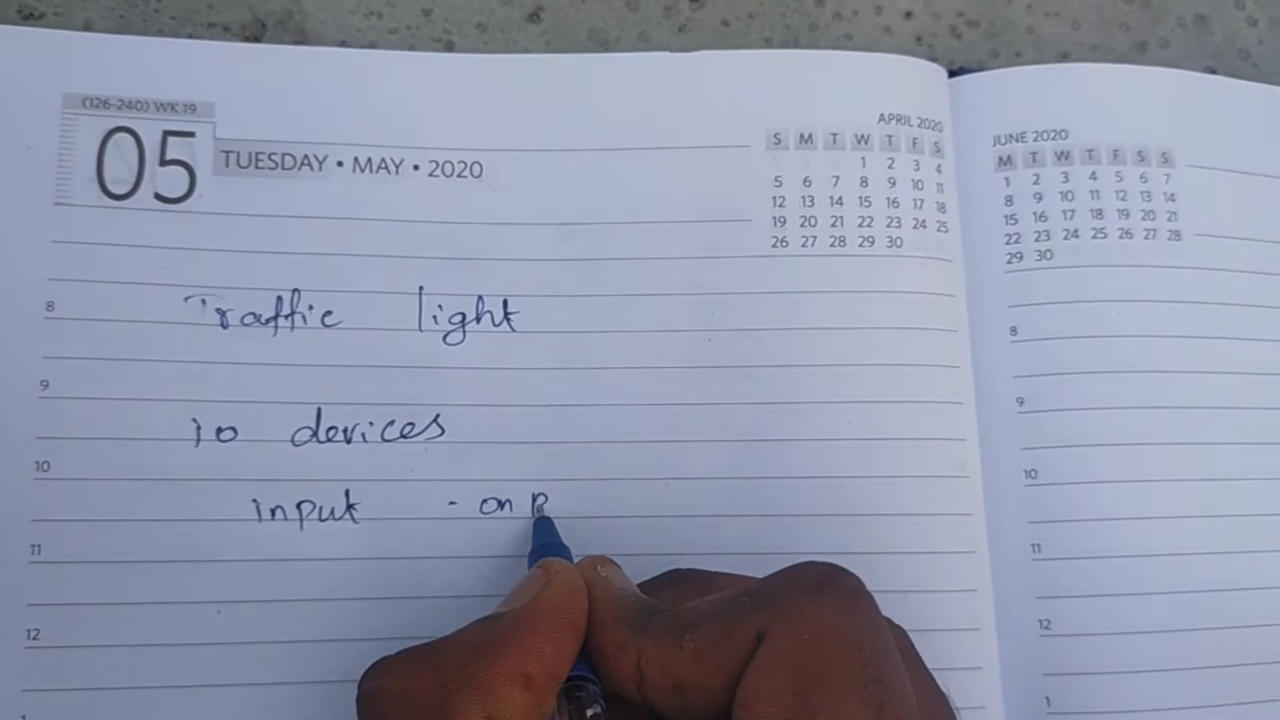 (126-240) WK 19
05
TUESDAY • MAY • 2020
APRIL 2020
S M T W T F S
1 2 3 4
5 6 7 8 9 10 11
12 13 14 15 16 17 18
19 20 21 22 23 24 25
26 27 28 29 30
8 Traffic light
9
io devices
10
input - on P
11
12
1
JUNE 2020
M T W T F S S
1 2 3 4 5 6 7
8 9 10 11 12 13 14
15 16 17 18 19 20 21
22 23 24 25 26 27 28
29 30
8
9
10
11
12
1